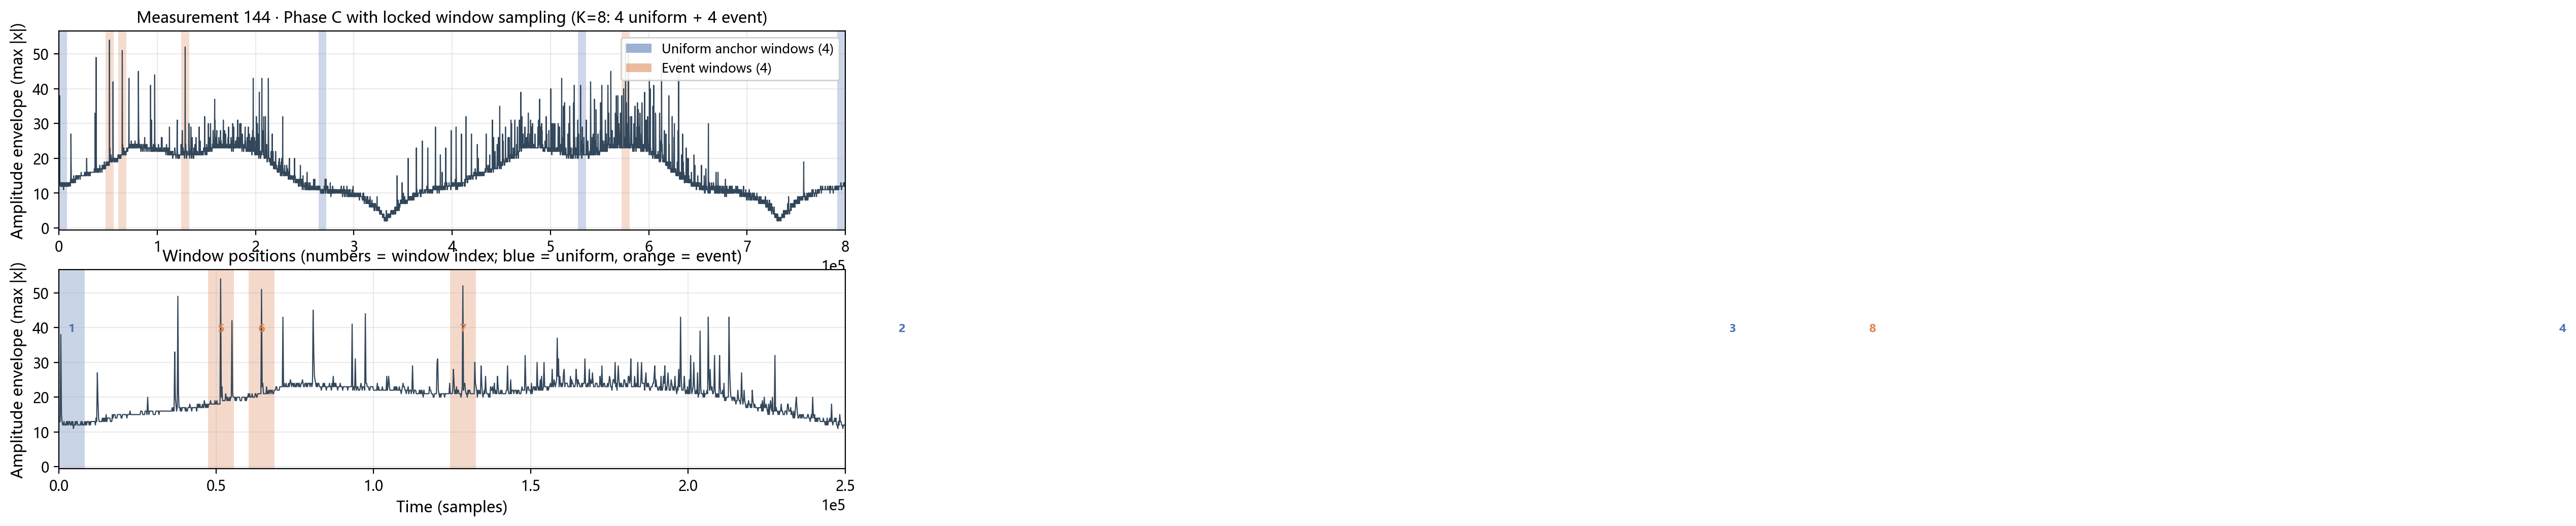 Measurement 144 · Phase C with locked window sampling (K=8: 4 uniform + 4 event)
Amplitude envelope (max |x|)
50
40
30
20
10
0
Uniform anchor windows (4)
Event windows (4)
0 1 2 3 4 5 6 7 8
1e5
Window positions (numbers = window index; blue = uniform, orange = event)
Amplitude envelope (max |x|)
50
40
30
20
10
0
1 5 6 7 2 3 8 4
0.0 0.5 1.0 1.5 2.0 2.5
1e5
Time (samples)